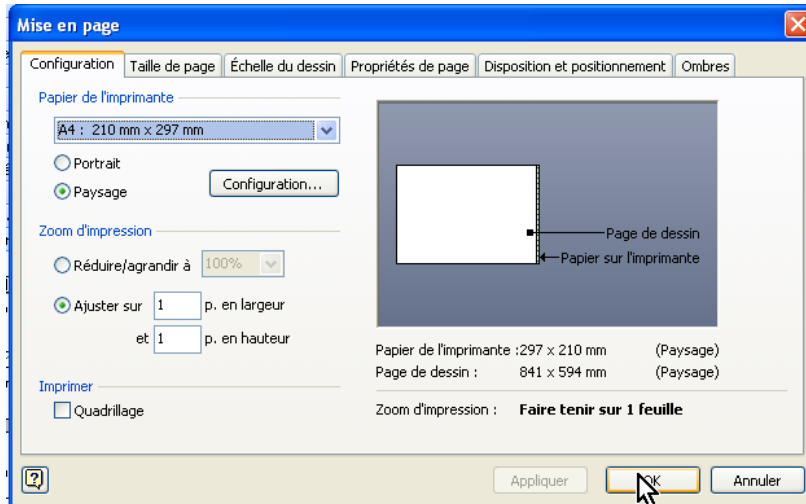 Mise en page
Configuration Taille de page Échelle du dessin Propriétés de page Disposition et positionnement Ombres
Papier de l'imprimante
A4 : 210 mm x 297 mm
Portrait
Paysage
Configuration...
Zoom d'impression
Réduire/agrandir à 100%
Ajuster sur 1 p. en largeur
et 1 p. en hauteur
Imprimer
Quadrillage
Page de dessin
Papier sur l'imprimante
Papier de l'imprimante :297 x 210 mm (Paysage)
Page de dessin : 841 x 594 mm (Paysage)
Zoom d'impression : Faire tenir sur 1 feuille
Appliquer OK Annuler